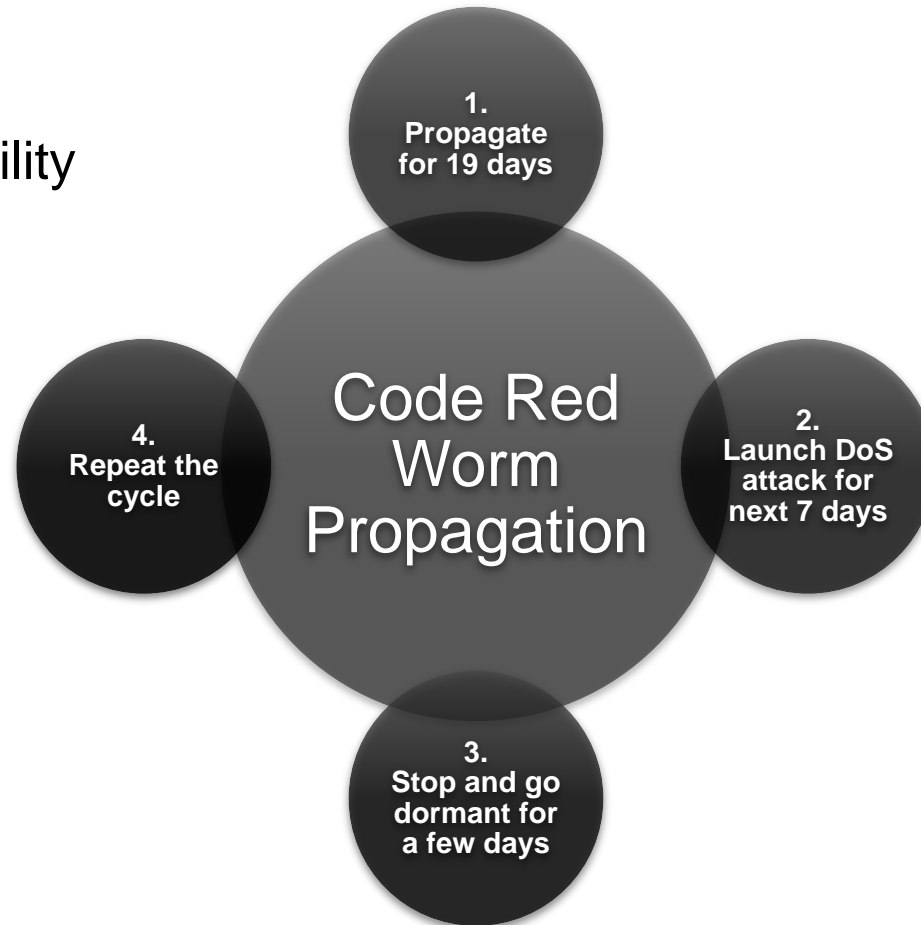 ility
1.
Propagate
for 19 days
Code Red
Worm
Propagation
2.
Launch DoS
attack for
next 7 days
3.
Stop and go
dormant for
a few days
4.
Repeat the
cycle